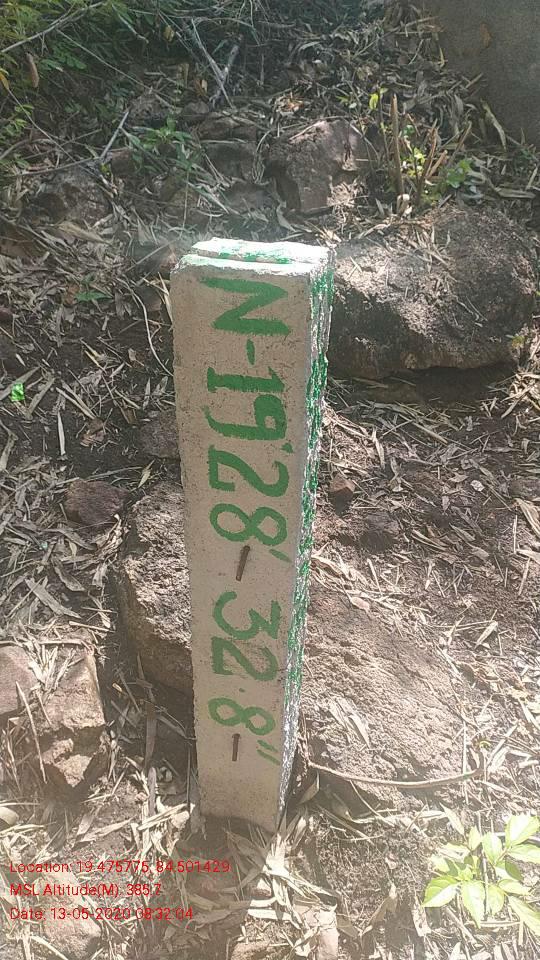 N-19°28' 32.8"
Location: 19.475775, 84.501429
MSL Altitude(M): 385.7
Date: 13-05-2020 08:32:04